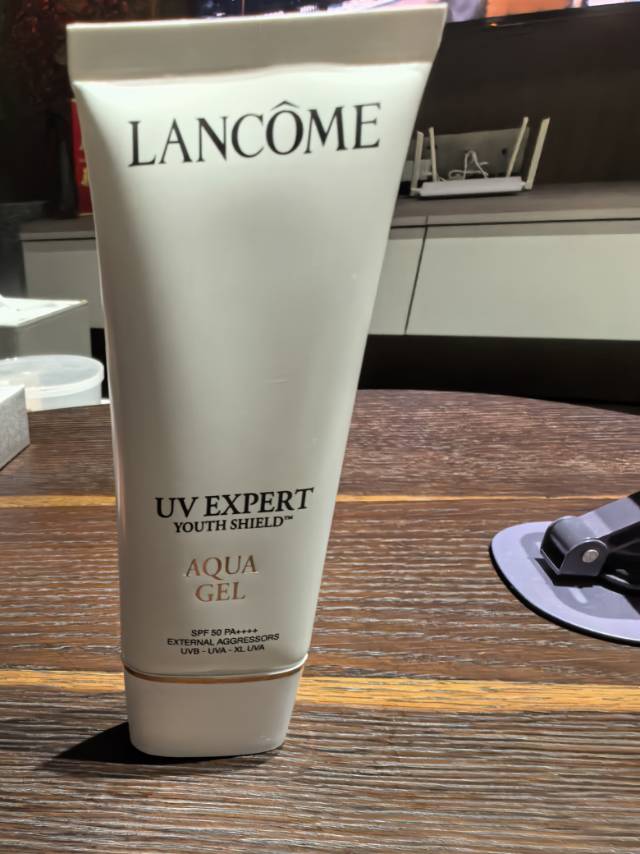 LANCÔME
UV EXPERT
YOUTH SHIELD™
AQUA
GEL
SPF 50 PA++++
EXTERNAL AGGRESSORS
UVB - UVA - XL UVA